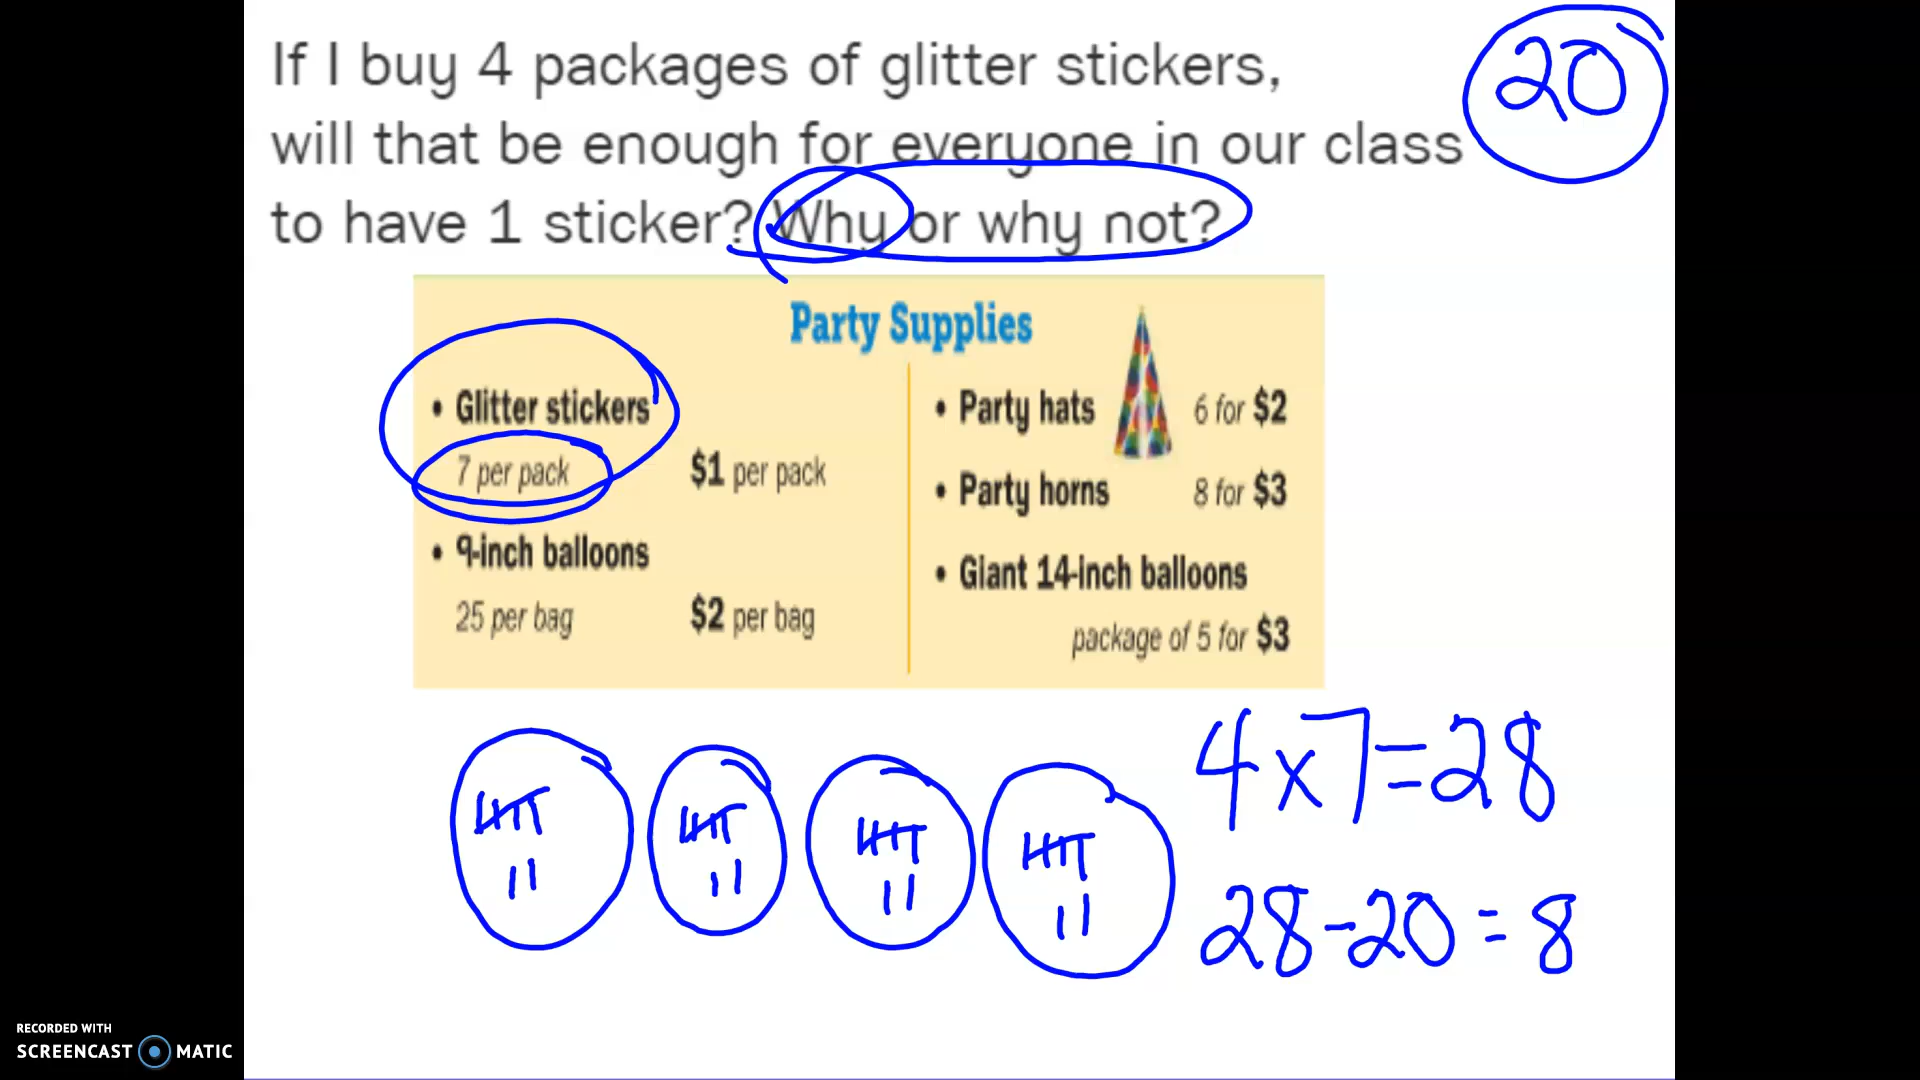 If I buy 4 packages of glitter stickers,
will that be enough for everyone in our class
to have 1 sticker? Why or why not?
20
Party Supplies
• Glitter stickers
7 per pack $1 per pack
• 9-inch balloons
25 per bag $2 per bag
• Party hats 6 for $2
• Party horns 8 for $3
• Giant 14-inch balloons
package of 5 for $3
4x7=28
28-20=8
RECORDED WITH
SCREENCAST MATIC